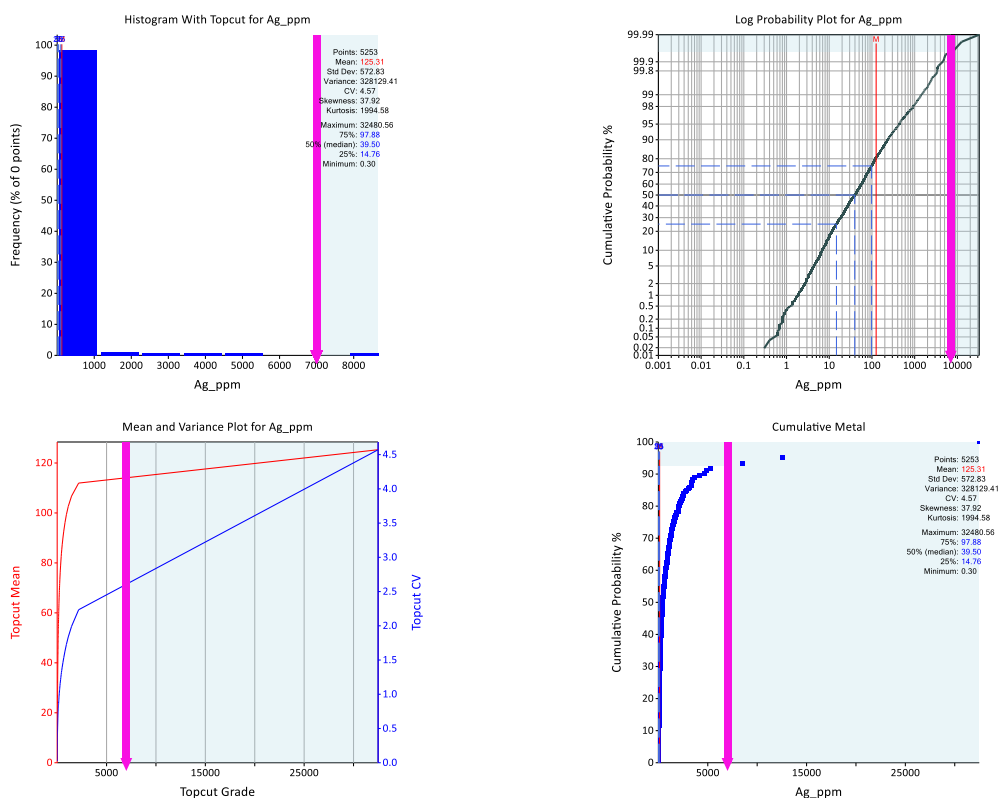 Histogram With Topcut for Ag_ppm
Frequency (% of 0 points)
100
90
80
70
60
50
40
30
20
10
0
Points: 5253
Mean: 125.31
Std Dev: 572.83
Variance: 328129.41
CV: 4.57
Skewness: 37.92
Kurtosis: 1994.58
Maximum: 32480.56
75%: 97.88
50% (median): 39.50
25%: 14.76
Minimum: 0.30
1000 2000 3000 4000 5000 6000 7000 8000
Ag_ppm
Log Probability Plot for Ag_ppm
Cumulative Probability %
M
99.99
99.9
99.8
99
98
95
90
80
70
60
50
40
30
20
10
5
2
1
0.5
0.2
0.1
0.05
0.02
0.01
0.001 0.01 0.1 1 10 100 1000 10000
Ag_ppm
Mean and Variance Plot for Ag_ppm
Topcut Mean
120
100
80
60
40
20
0
4.5
4.0
3.5
3.0
2.5
2.0
1.5
1.0
0.5
0.0
Topcut CV
5000 15000 25000
Topcut Grade
Cumulative Metal
Cumulative Probability %
100
90
80
70
60
50
40
30
20
10
0
Points: 5253
Mean: 125.31
Std Dev: 572.83
Variance: 328129.41
CV: 4.57
Skewness: 37.92
Kurtosis: 1994.58
Maximum: 32480.56
75%: 97.88
50% (median): 39.50
25%: 14.76
Minimum: 0.30
5000 15000 25000
Ag_ppm